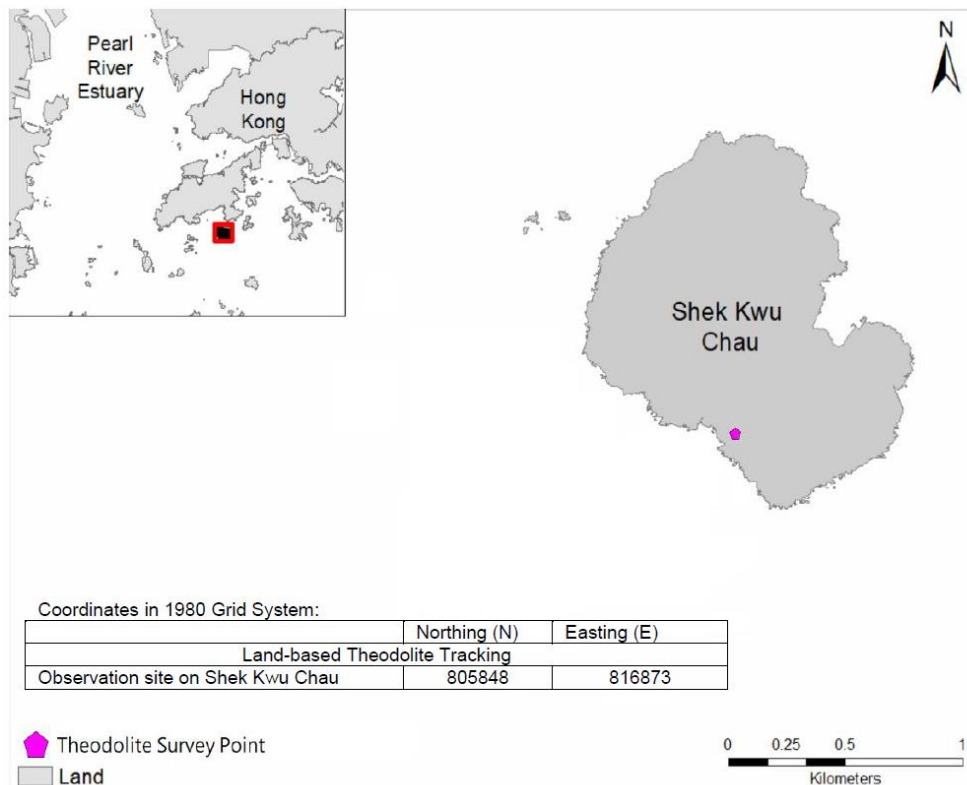 Pearl
River
Estuary
Hong
Kong
N
Shek Kwu
Chau
Coordinates in 1980 Grid System:
Northing (N) Easting (E)
Land-based Theodolite Tracking
Observation site on Shek Kwu Chau 805848 816873
Theodolite Survey Point
Land
0 0.25 0.5 1
Kilometers